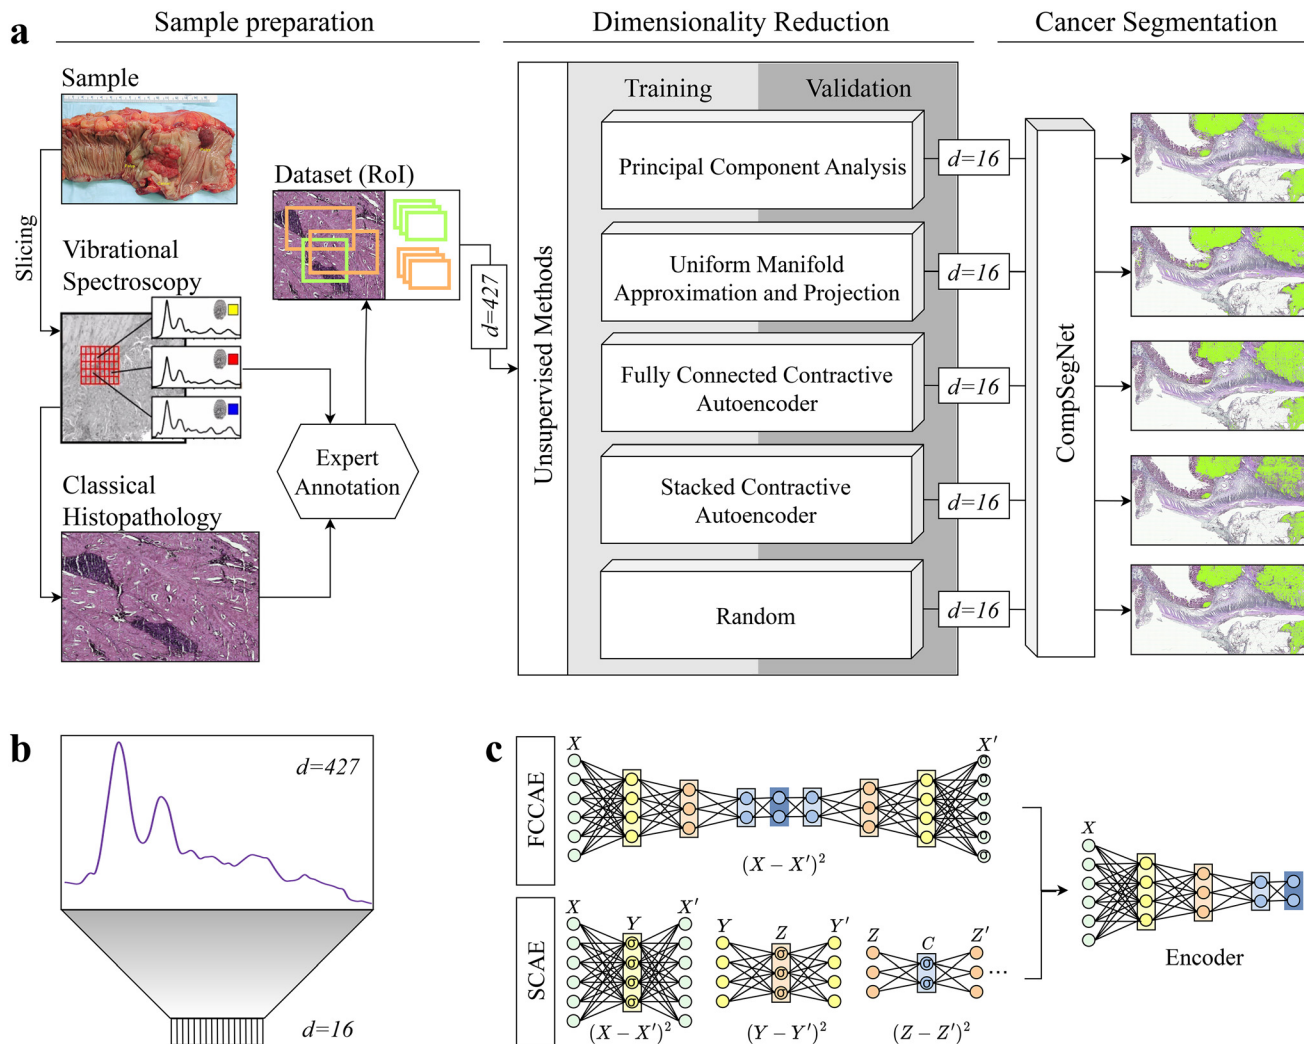 a
Sample preparation
Dimensionality Reduction
Cancer Segmentation
Sample
Slicing
Vibrational
Spectroscopy
Classical
Histopathology
Expert
Annotation
Dataset (RoI)
d=427
Unsupervised Methods
Training
Validation
Principal Component Analysis
d=16
Uniform Manifold
Approximation and Projection
d=16
Fully Connected Contractive
Autoencoder
d=16
Stacked Contractive
Autoencoder
d=16
Random
d=16
CompSegNet
b
d=427
d=16
c
FCCAE
X
X′
(X − X′)²
SCAE
X
Y
X′
σ
σ
σ
σ
(X − X′)²
Y
Z
Y′
σ
σ
σ
(Y − Y′)²
Z
C
Z′
σ
σ
...
(Z − Z′)²
X
Encoder